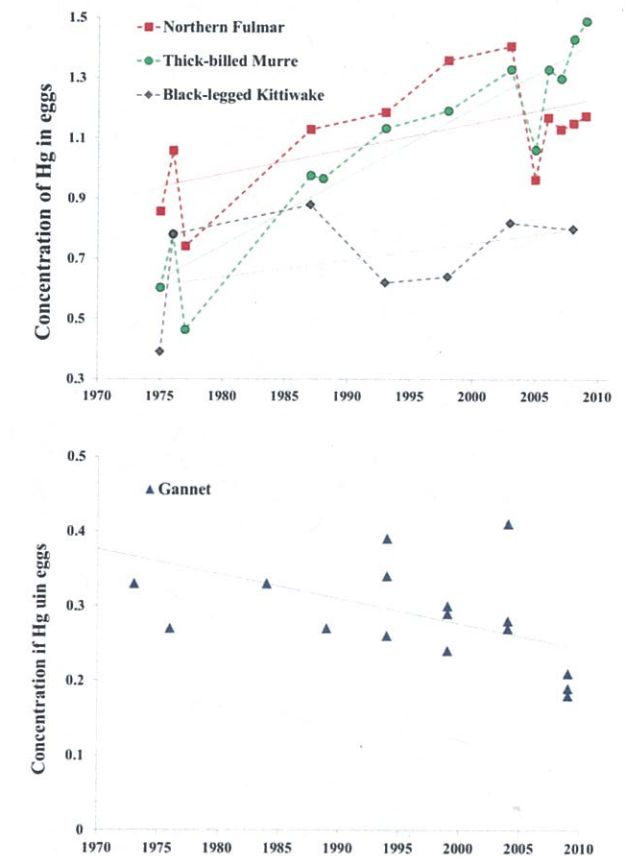 Concentration of Hg in eggs
1.5
1.3
1.1
0.9
0.7
0.5
0.3
Northern Fulmar
Thick-billed Murre
Black-legged Kittiwake
1970 1975 1980 1985 1990 1995 2000 2005 2010
Concentration if Hg uin eggs
0.5
0.4
0.3
0.2
0.1
0
Gannet
1970 1975 1980 1985 1990 1995 2000 2005 2010